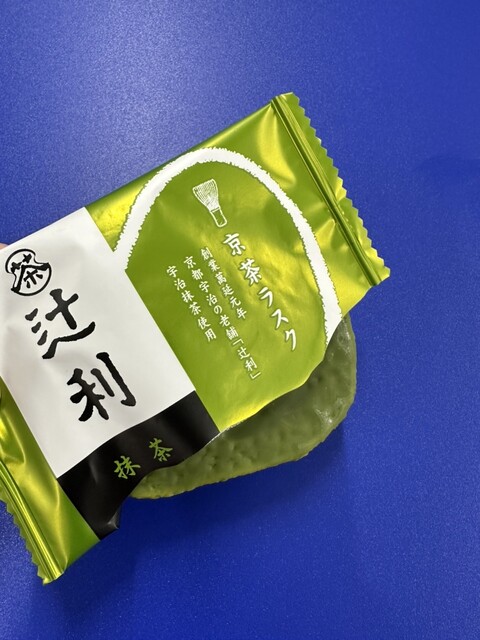 茶
辻利
抹茶
京茶ラスク
創業萬延元年
京都宇治の老舗「辻利」
宇治抹茶使用